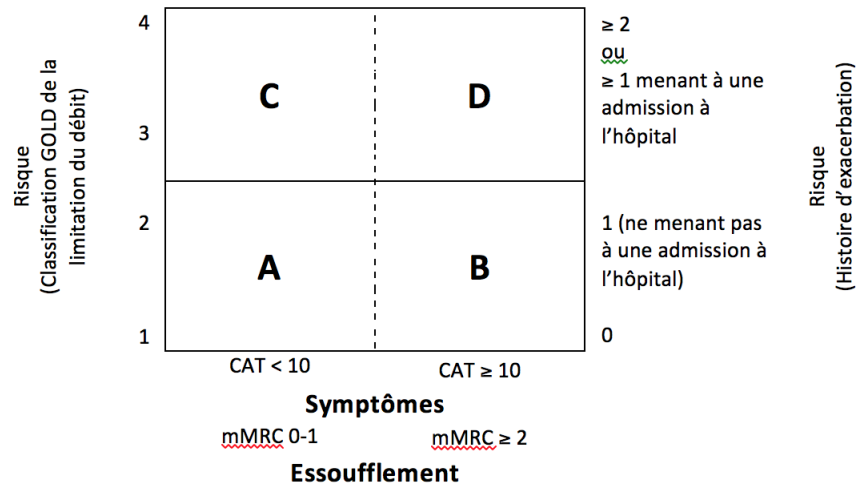 Risque
(Classification GOLD de la
limitation du débit)
4
3
2
1
C
D
A
B
≥ 2
ou
≥ 1 menant à une
admission à
l’hôpital
1 (ne menant pas
à une admission à
l’hôpital)
0
Risque
(Histoire d’exacerbation)
CAT < 10
CAT ≥ 10
Symptômes
mMRC 0-1
mMRC ≥ 2
Essoufflement